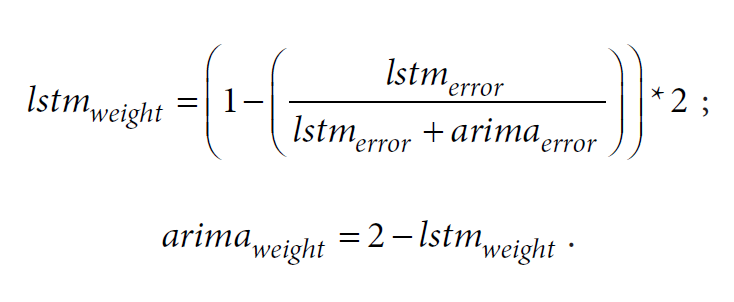 lstm_weight = (1 − (lstm_error / (lstm_error + arima_error))) * 2 ;
arima_weight = 2 − lstm_weight .